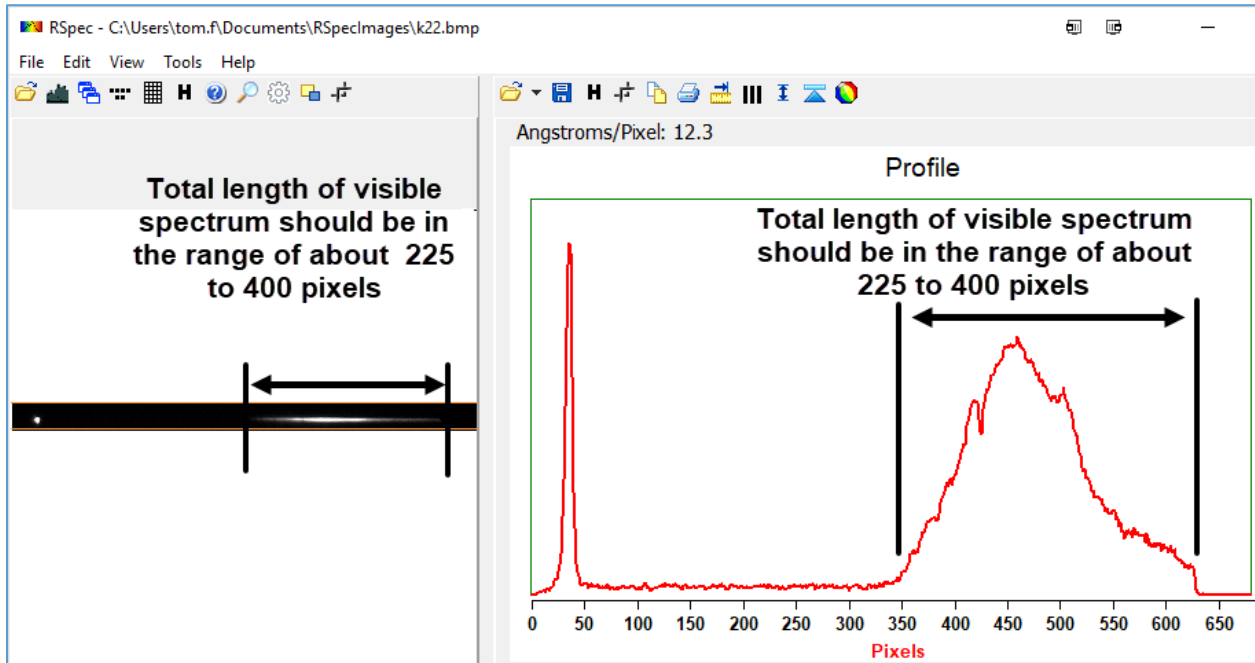 RSpec - C:\Users\tom.f\Documents\RSpecImages\k22.bmp
File Edit View Tools Help
H
H
Angstroms/Pixel: 12.3
Total length of visible
spectrum should be in
the range of about 225
to 400 pixels
Profile
Total length of visible spectrum
should be in the range of about
225 to 400 pixels
0 50 100 150 200 250 300 350 400 450 500 550 600 650
Pixels